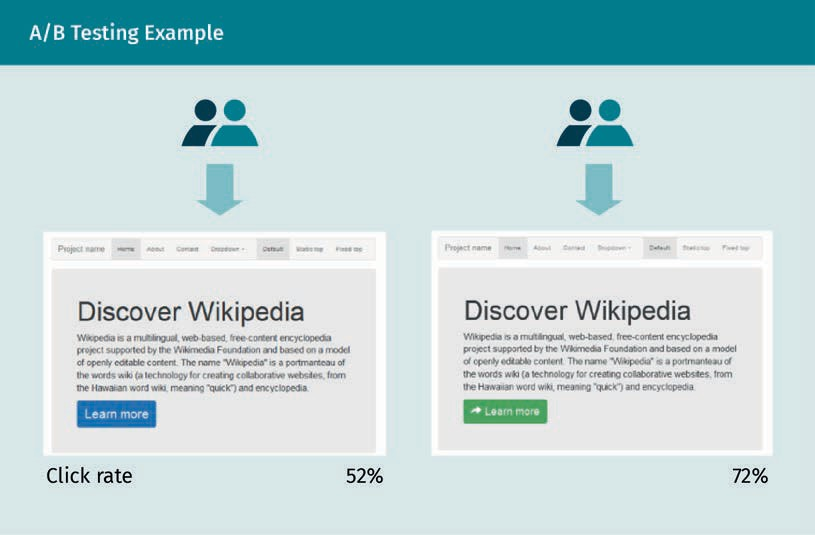 A/B Testing Example
Project name Home About Contact Dropdown Default Static top Fixed top
Discover Wikipedia
Wikipedia is a multilingual, web-based, free-content encyclopedia
project supported by the Wikimedia Foundation and based on a model
of openly editable content. The name "Wikipedia" is a portmanteau of
the words wiki (a technology for creating collaborative websites, from
the Hawaiian word wiki, meaning "quick") and encyclopedia.
Learn more
Project name Home About Contact Dropdown Default Static top Fixed top
Discover Wikipedia
Wikipedia is a multilingual, web-based, free-content encyclopedia
project supported by the Wikimedia Foundation and based on a model
of openly editable content. The name "Wikipedia" is a portmanteau of
the words wiki (a technology for creating collaborative websites, from
the Hawaiian word wiki, meaning "quick") and encyclopedia.
Learn more
Click rate 52% 72%